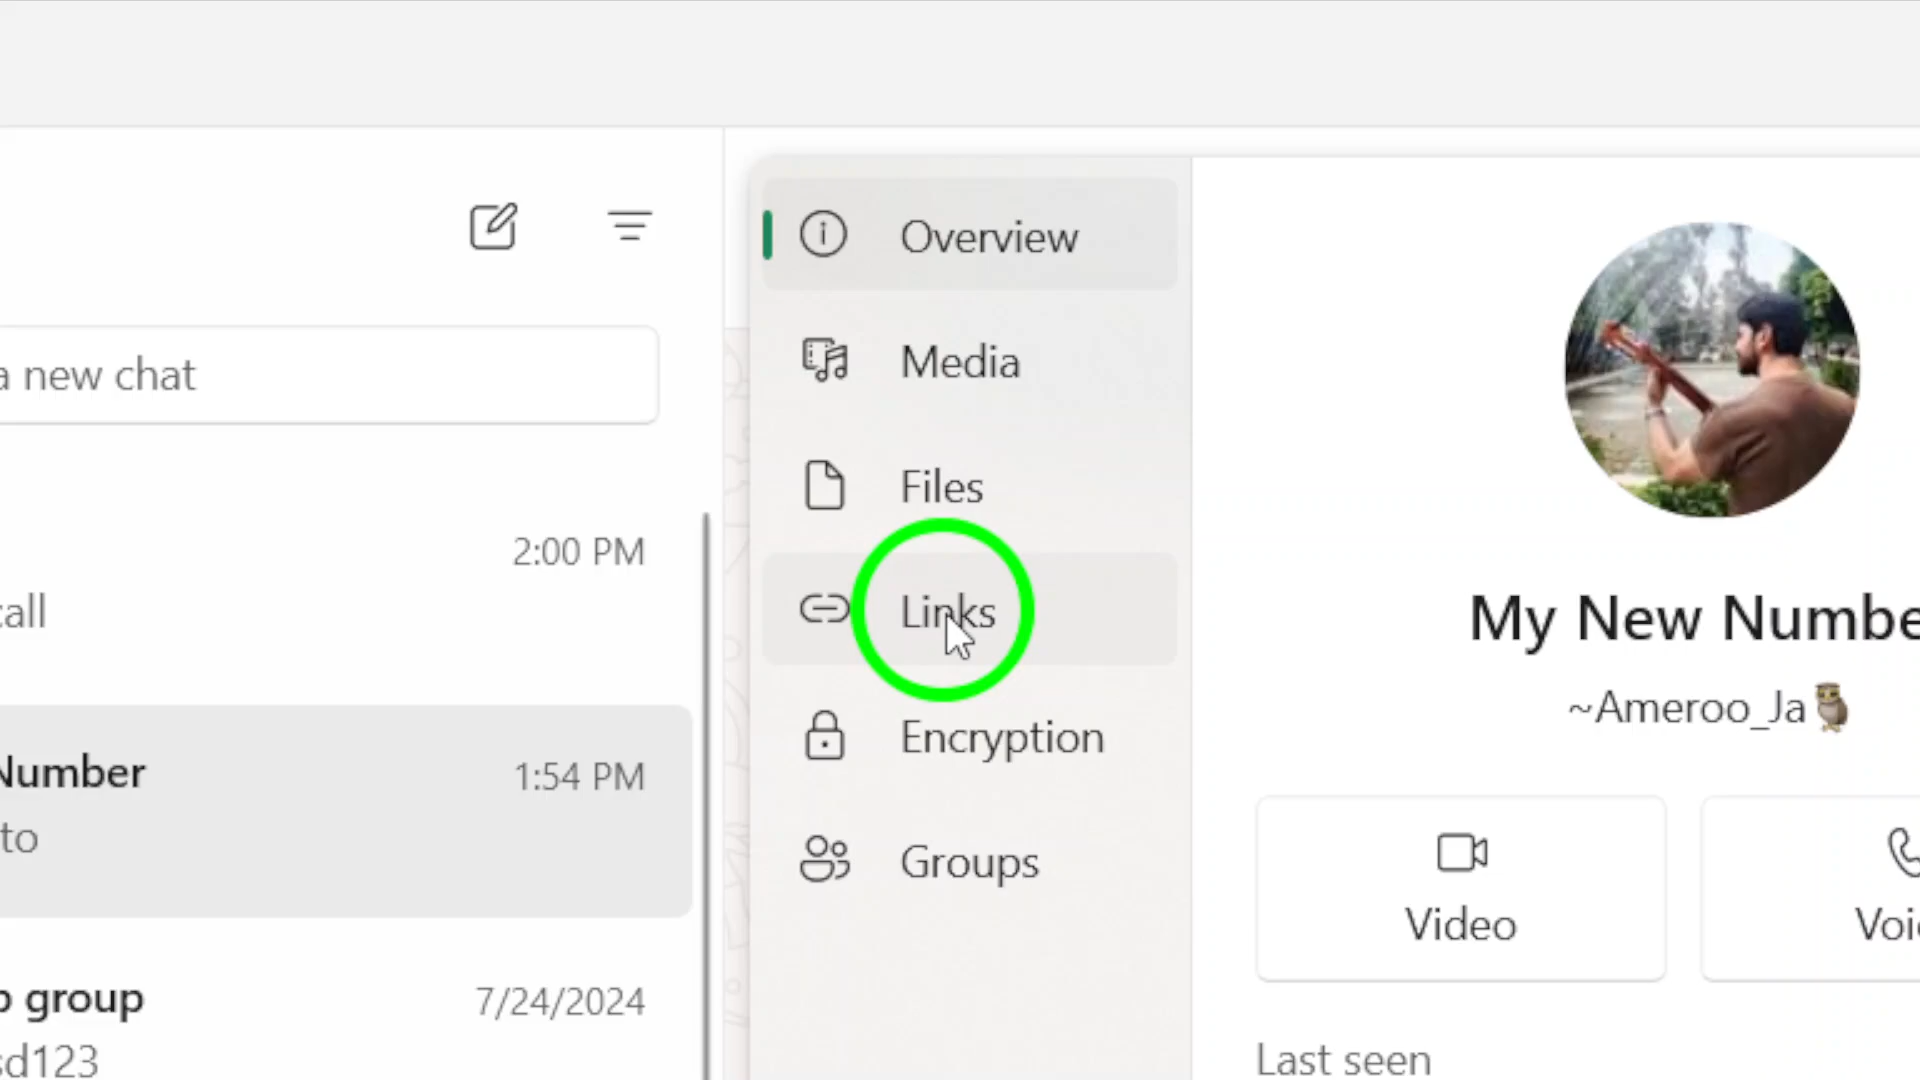 a new chat
2:00 PM
call
Number
1:54 PM
to
group
7/24/2024
sd123
Overview
Media
Files
Links
Encryption
Groups
My New Numbe
~Ameroo_Ja🦉
Video
Voi
Last seen